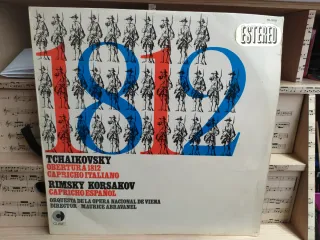 ESTEREO
1812
TCHAIKOVSKY
OBERTURA 1812
CAPRICHO ITALIANO
RIMSKY KORSAKOV
CAPRICHO ESPAÑOL
ORQUESTA DE LA OPERA NACIONAL DE VIENA
DIRECTOR: MAURICE ABRAVANEL